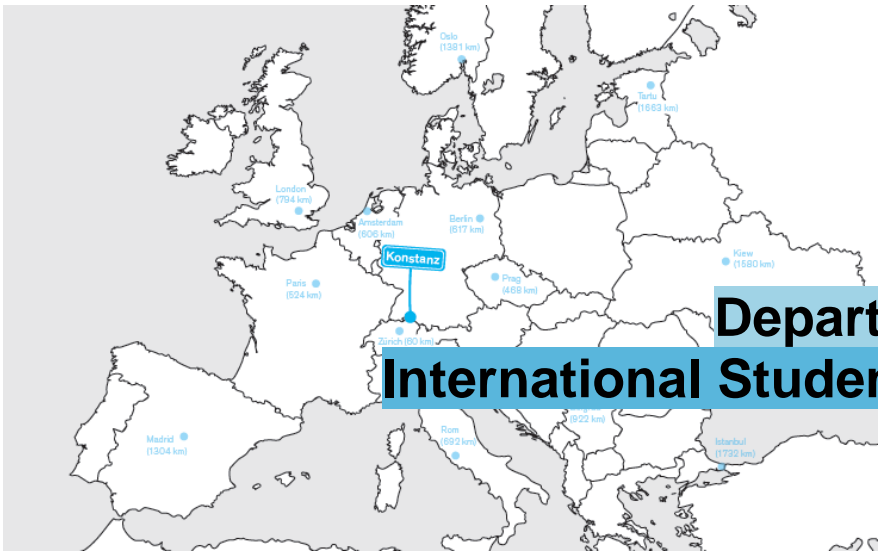 Oslo
(1381 km)
Tartu
(1663 km)
London
(794 km)
Amsterdam
(606 km)
Berlin
(617 km)
Konstanz
Kiew
(1580 km)
Paris
(524 km)
Prag
(468 km)
Zürich (60 km)
Depart
International Studen
(922 km)
Rom
(692 km)
Madrid
(1304 km)
Istanbul
(1732 km)